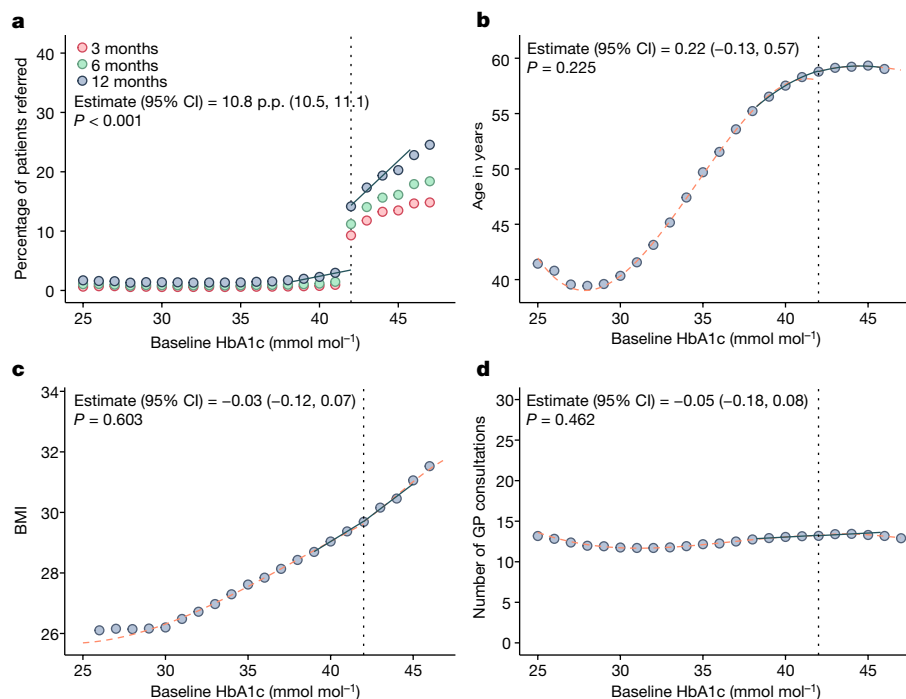 a
40
30
20
10
0
Percentage of patients referred
3 months
6 months
12 months
Estimate (95% CI) = 10.8 p.p. (10.5, 11.1)
P < 0.001
25 30 35 40 45
Baseline HbA1c (mmol mol⁻¹)
b
60
55
50
45
40
Age in years
Estimate (95% CI) = 0.22 (−0.13, 0.57)
P = 0.225
25 30 35 40 45
Baseline HbA1c (mmol mol⁻¹)
c
34
32
30
28
26
BMI
Estimate (95% CI) = −0.03 (−0.12, 0.07)
P = 0.603
25 30 35 40 45
Baseline HbA1c (mmol mol⁻¹)
d
30
25
20
15
10
5
0
Number of GP consultations
Estimate (95% CI) = −0.05 (−0.18, 0.08)
P = 0.462
25 30 35 40 45
Baseline HbA1c (mmol mol⁻¹)